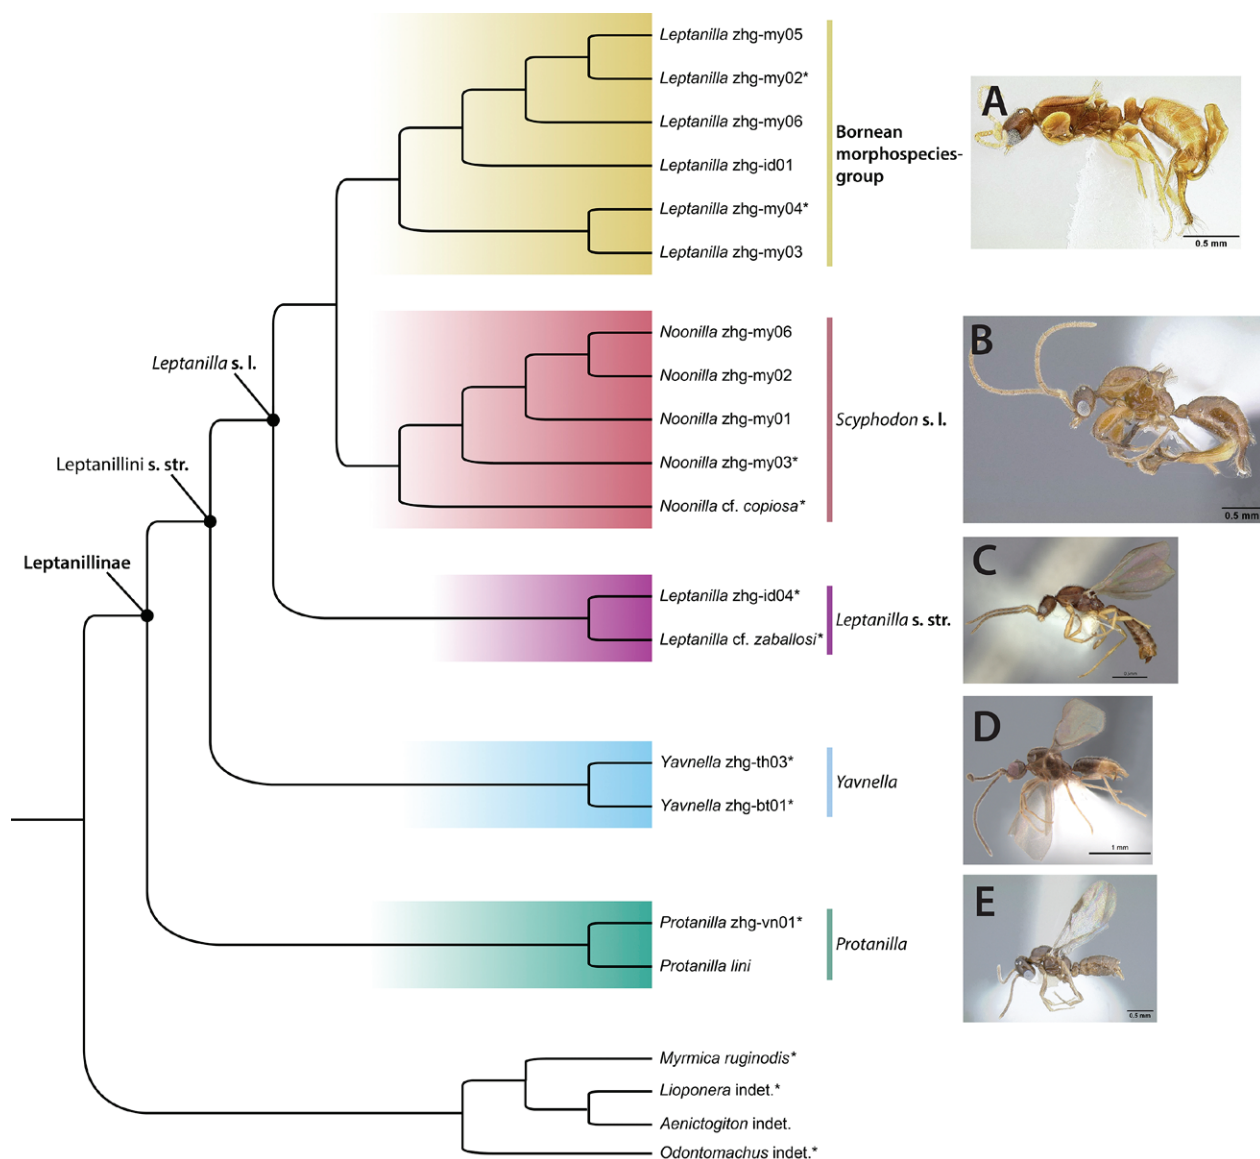 Leptanilla zhg-my05
Leptanilla zhg-my02*
Leptanilla zhg-my06
Leptanilla zhg-id01
Leptanilla zhg-my04*
Leptanilla zhg-my03
Bornean
morphospecies-
group
A
0.5 mm
Noonilla zhg-my06
Noonilla zhg-my02
Noonilla zhg-my01
Noonilla zhg-my03*
Noonilla cf. copiosa*
Scyphodon s. l.
B
0.5 mm
Leptanilla s. l.
Leptanillini s. str.
Leptanillinae
Leptanilla zhg-id04*
Leptanilla cf. zaballosi*
Leptanilla s. str.
C
Yavnella zhg-th03*
Yavnella zhg-bt01*
Yavnella
D
1 mm
Protanilla zhg-vn01*
Protanilla lini
Protanilla
E
0.5 mm
Myrmica ruginodis*
Lioponera indet.*
Aenictogiton indet.
Odontomachus indet.*